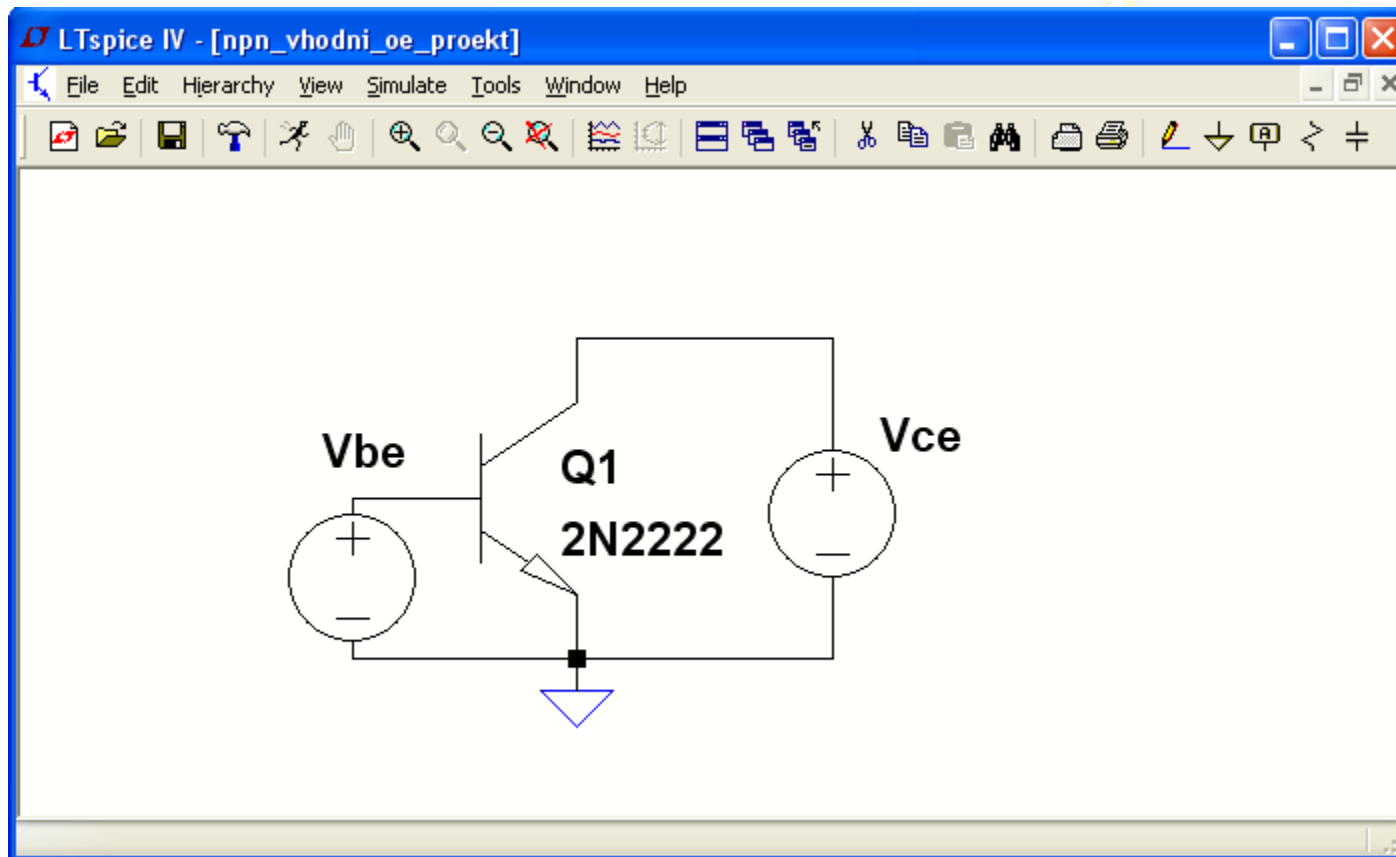 LTspice IV - [npn_vhodni_oe_proekt]
File Edit Hierarchy View Simulate Tools Window Help
Vbe
Vce
Q1
2N2222